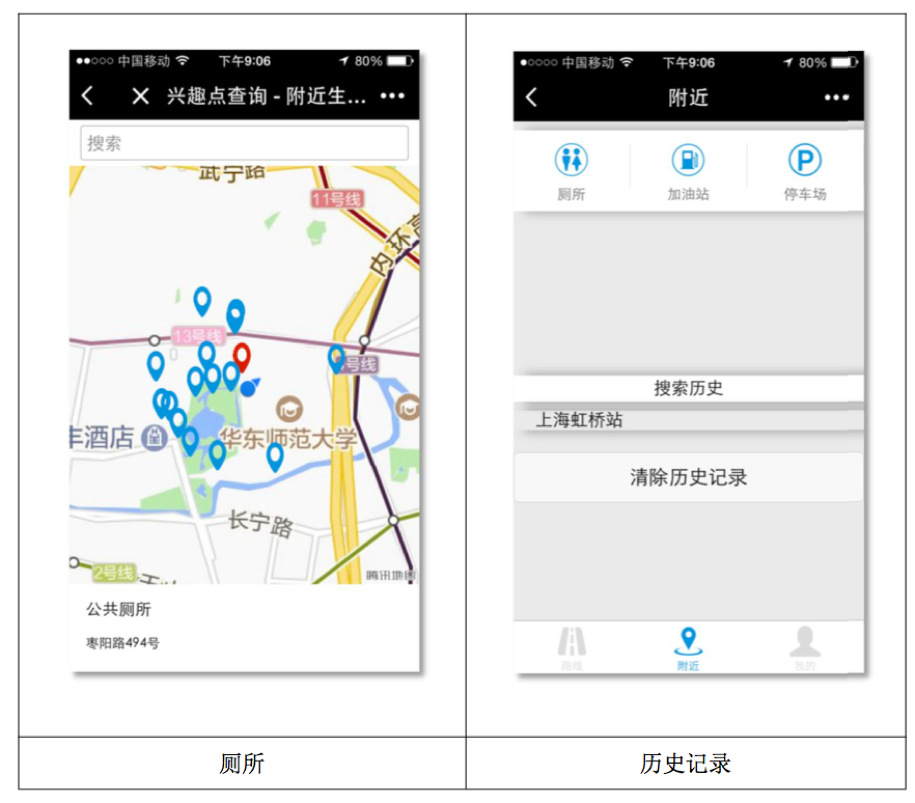 中国移动 下午9:06 80%
兴趣点查询 - 附近生...
搜索
武宁路
11号线
内环高
13号线
号线
丰酒店
华东师范大学
长宁路
2号线
腾讯地图
公共厕所
枣阳路494号
厕所
中国移动 下午9:06 80%
附近
厕所 加油站 停车场
搜索历史
上海虹桥站
清除历史记录
路线 附近 我的
历史记录